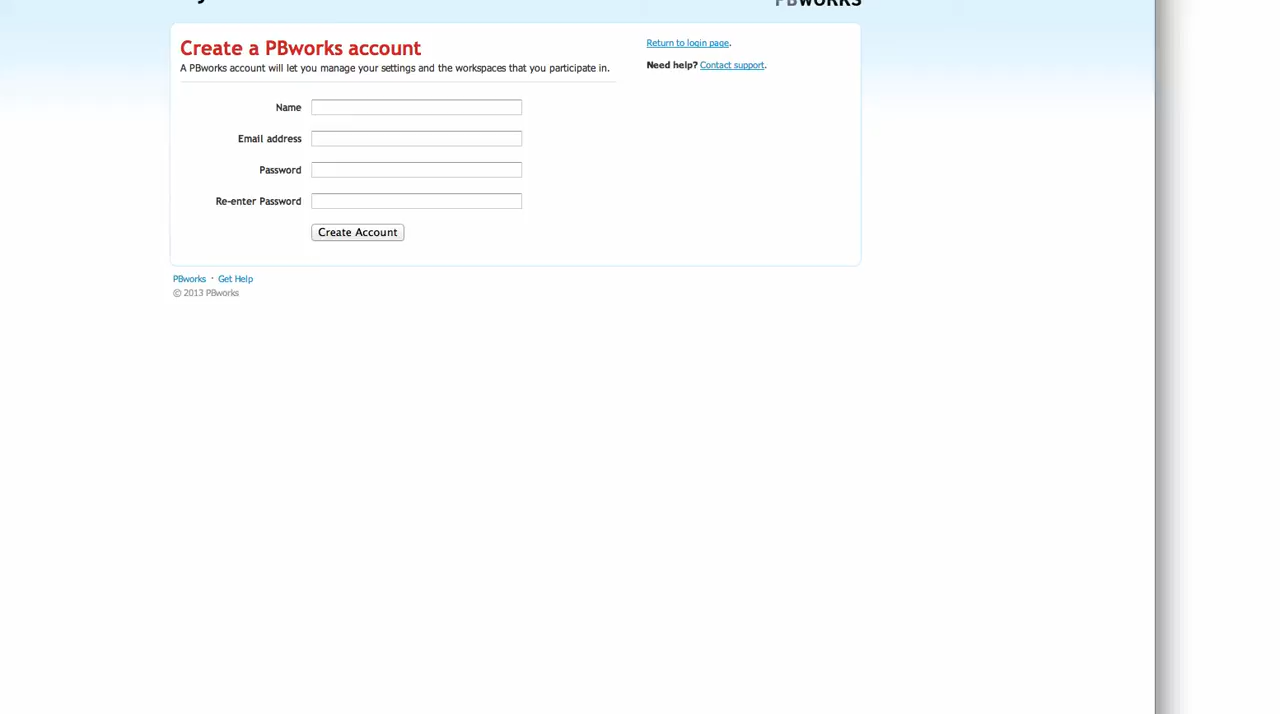 PBWORKS
Create a PBworks account
A PBworks account will let you manage your settings and the workspaces that you participate in.
Return to login page.
Need help? Contact support.
Name
Email address
Password
Re-enter Password
Create Account
PBworks · Get Help
© 2013 PBworks